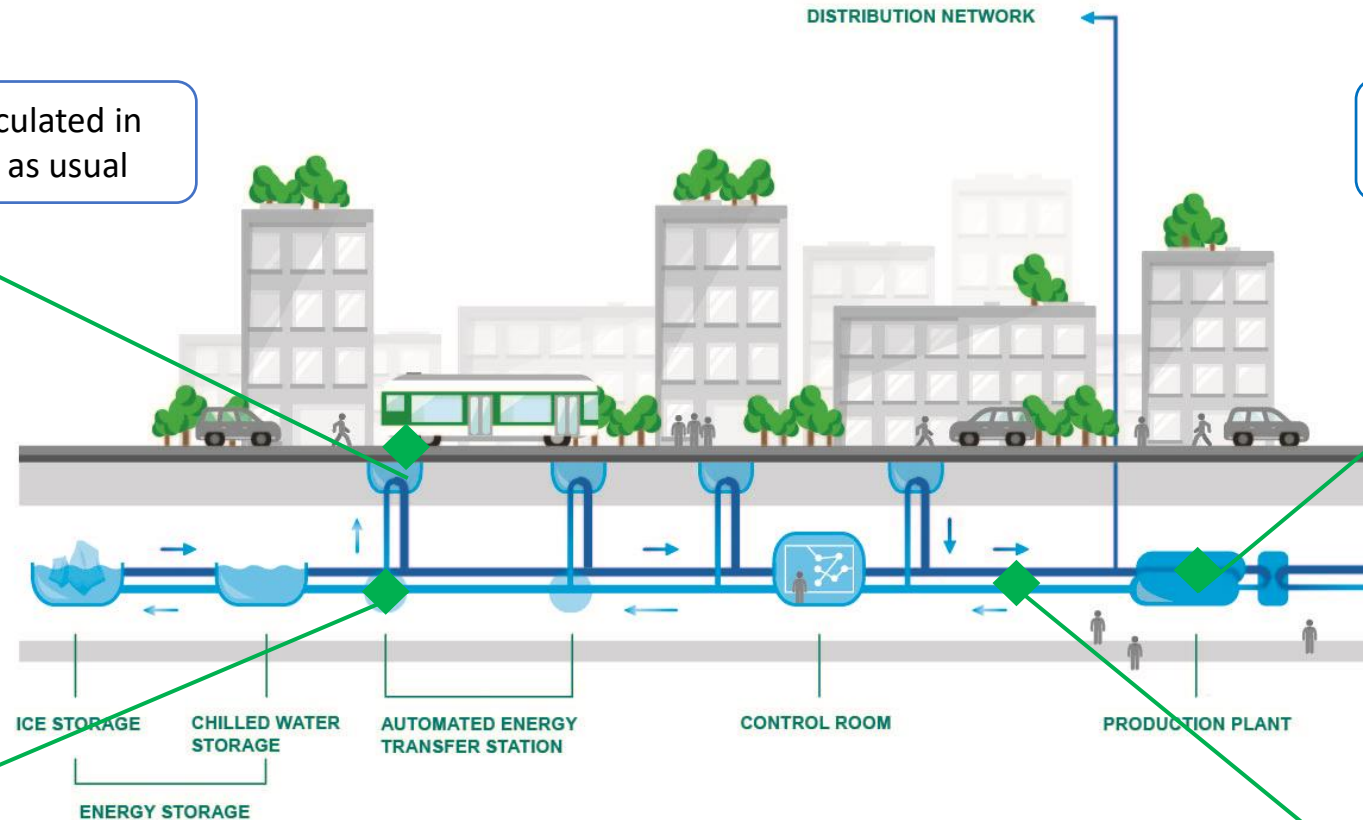 DISTRIBUTION NETWORK
culated in
as usual
ICE STORAGE
CHILLED WATER
STORAGE
AUTOMATED ENERGY
TRANSFER STATION
CONTROL ROOM
PRODUCTION PLANT
ENERGY STORAGE